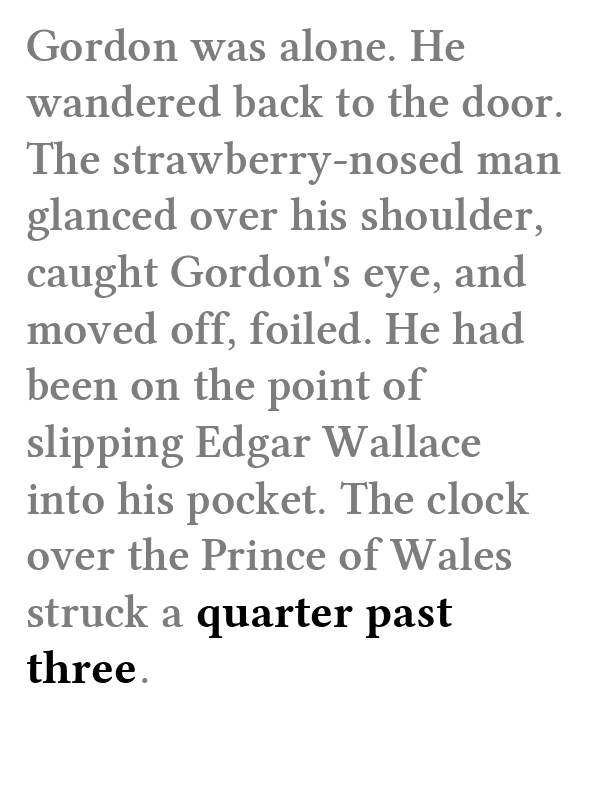 Gordon was alone. He
wandered back to the door.
The strawberry-nosed man
glanced over his shoulder,
caught Gordon's eye, and
moved off, foiled. He had
been on the point of
slipping Edgar Wallace
into his pocket. The clock
over the Prince of Wales
struck a quarter past
three.